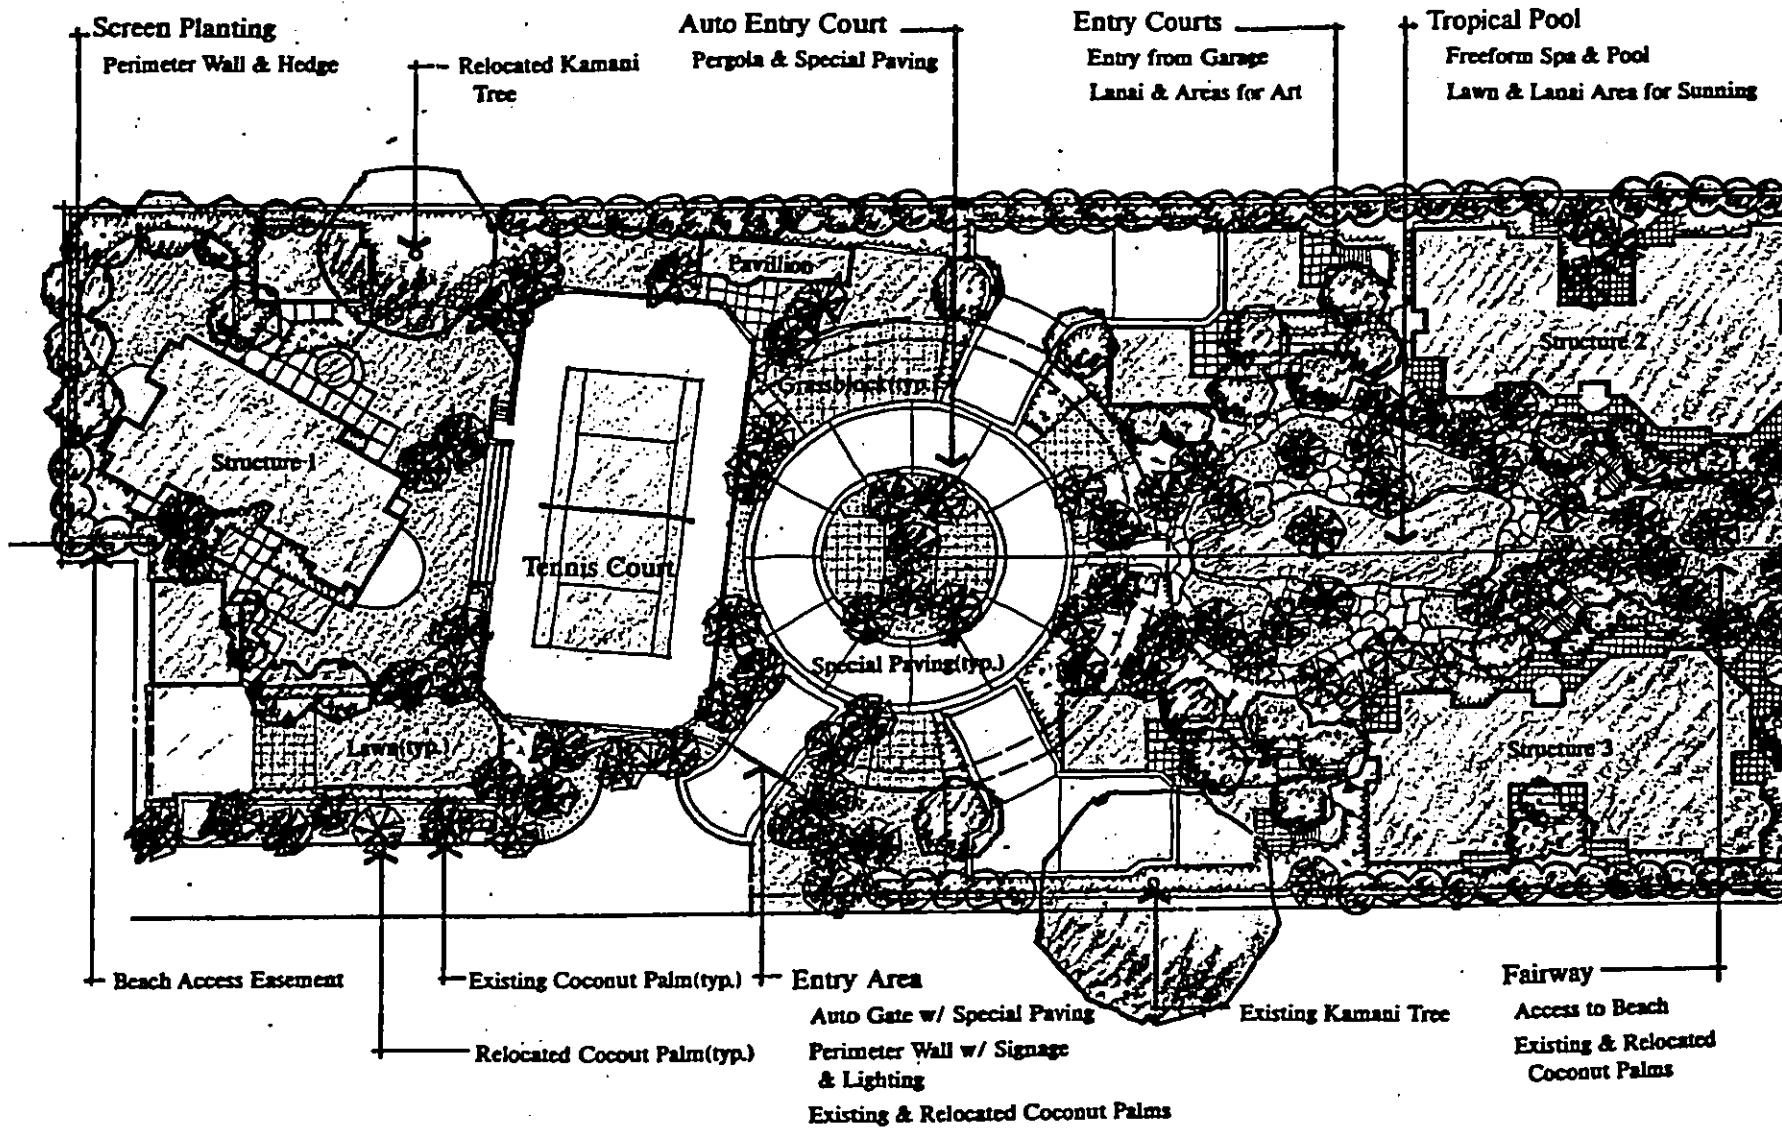 Screen Planting
Perimeter Wall & Hedge
Relocated Kamani
Tree
Auto Entry Court
Pergola & Special Paving
Entry Courts
Entry from Garage
Lanai & Areas for Art
Tropical Pool
Freeform Spa & Pool
Lawn & Lanai Area for Sunning
Pavillion
Structure 2
Grassblock(typ.)
Structure 1
Tennis Court
Special Paving(typ.)
Lawn(typ.)
Structure 3
Beach Access Easement
Existing Coconut Palm(typ.)
Relocated Cocout Palm(typ.)
Entry Area
Auto Gate w/ Special Paving
Perimeter Wall w/ Signage
& Lighting
Existing & Relocated Coconut Palms
Existing Kamani Tree
Fairway
Access to Beach
Existing & Relocated
Coconut Palms